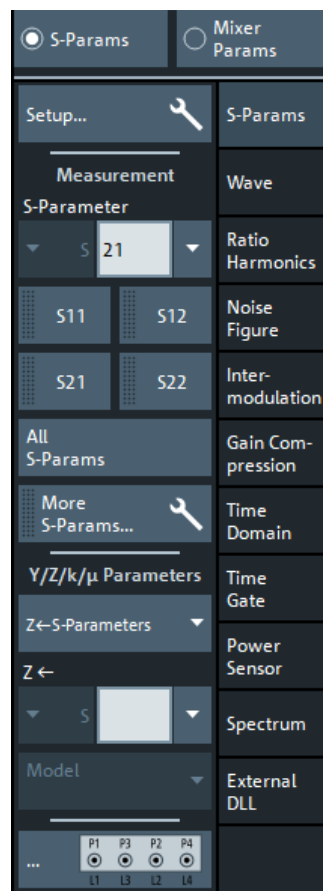 S-Params
Mixer
Params
Setup...
Measurement
S-Parameter
S 21
S11
S12
S21
S22
All
S-Params
More
S-Params...
Y/Z/k/µ Parameters
Z←S-Parameters
Z ←
S
Model
... P1 P3 P2 P4
L1 L3 L2 L4
S-Params
Wave
Ratio
Harmonics
Noise
Figure
Inter-
modulation
Gain Com-
pression
Time
Domain
Time
Gate
Power
Sensor
Spectrum
External
DLL